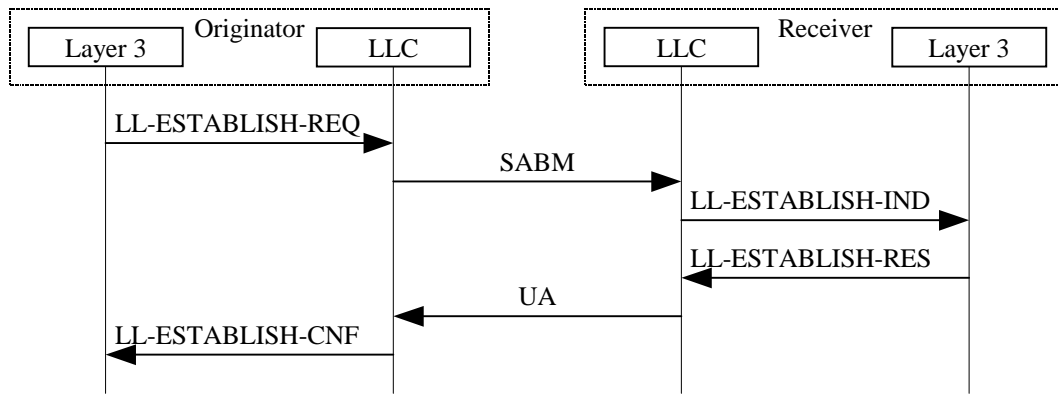 Originator
Receiver
Layer 3
LLC
LLC
Layer 3
LL-ESTABLISH-REQ
SABM
LL-ESTABLISH-IND
LL-ESTABLISH-RES
UA
LL-ESTABLISH-CNF